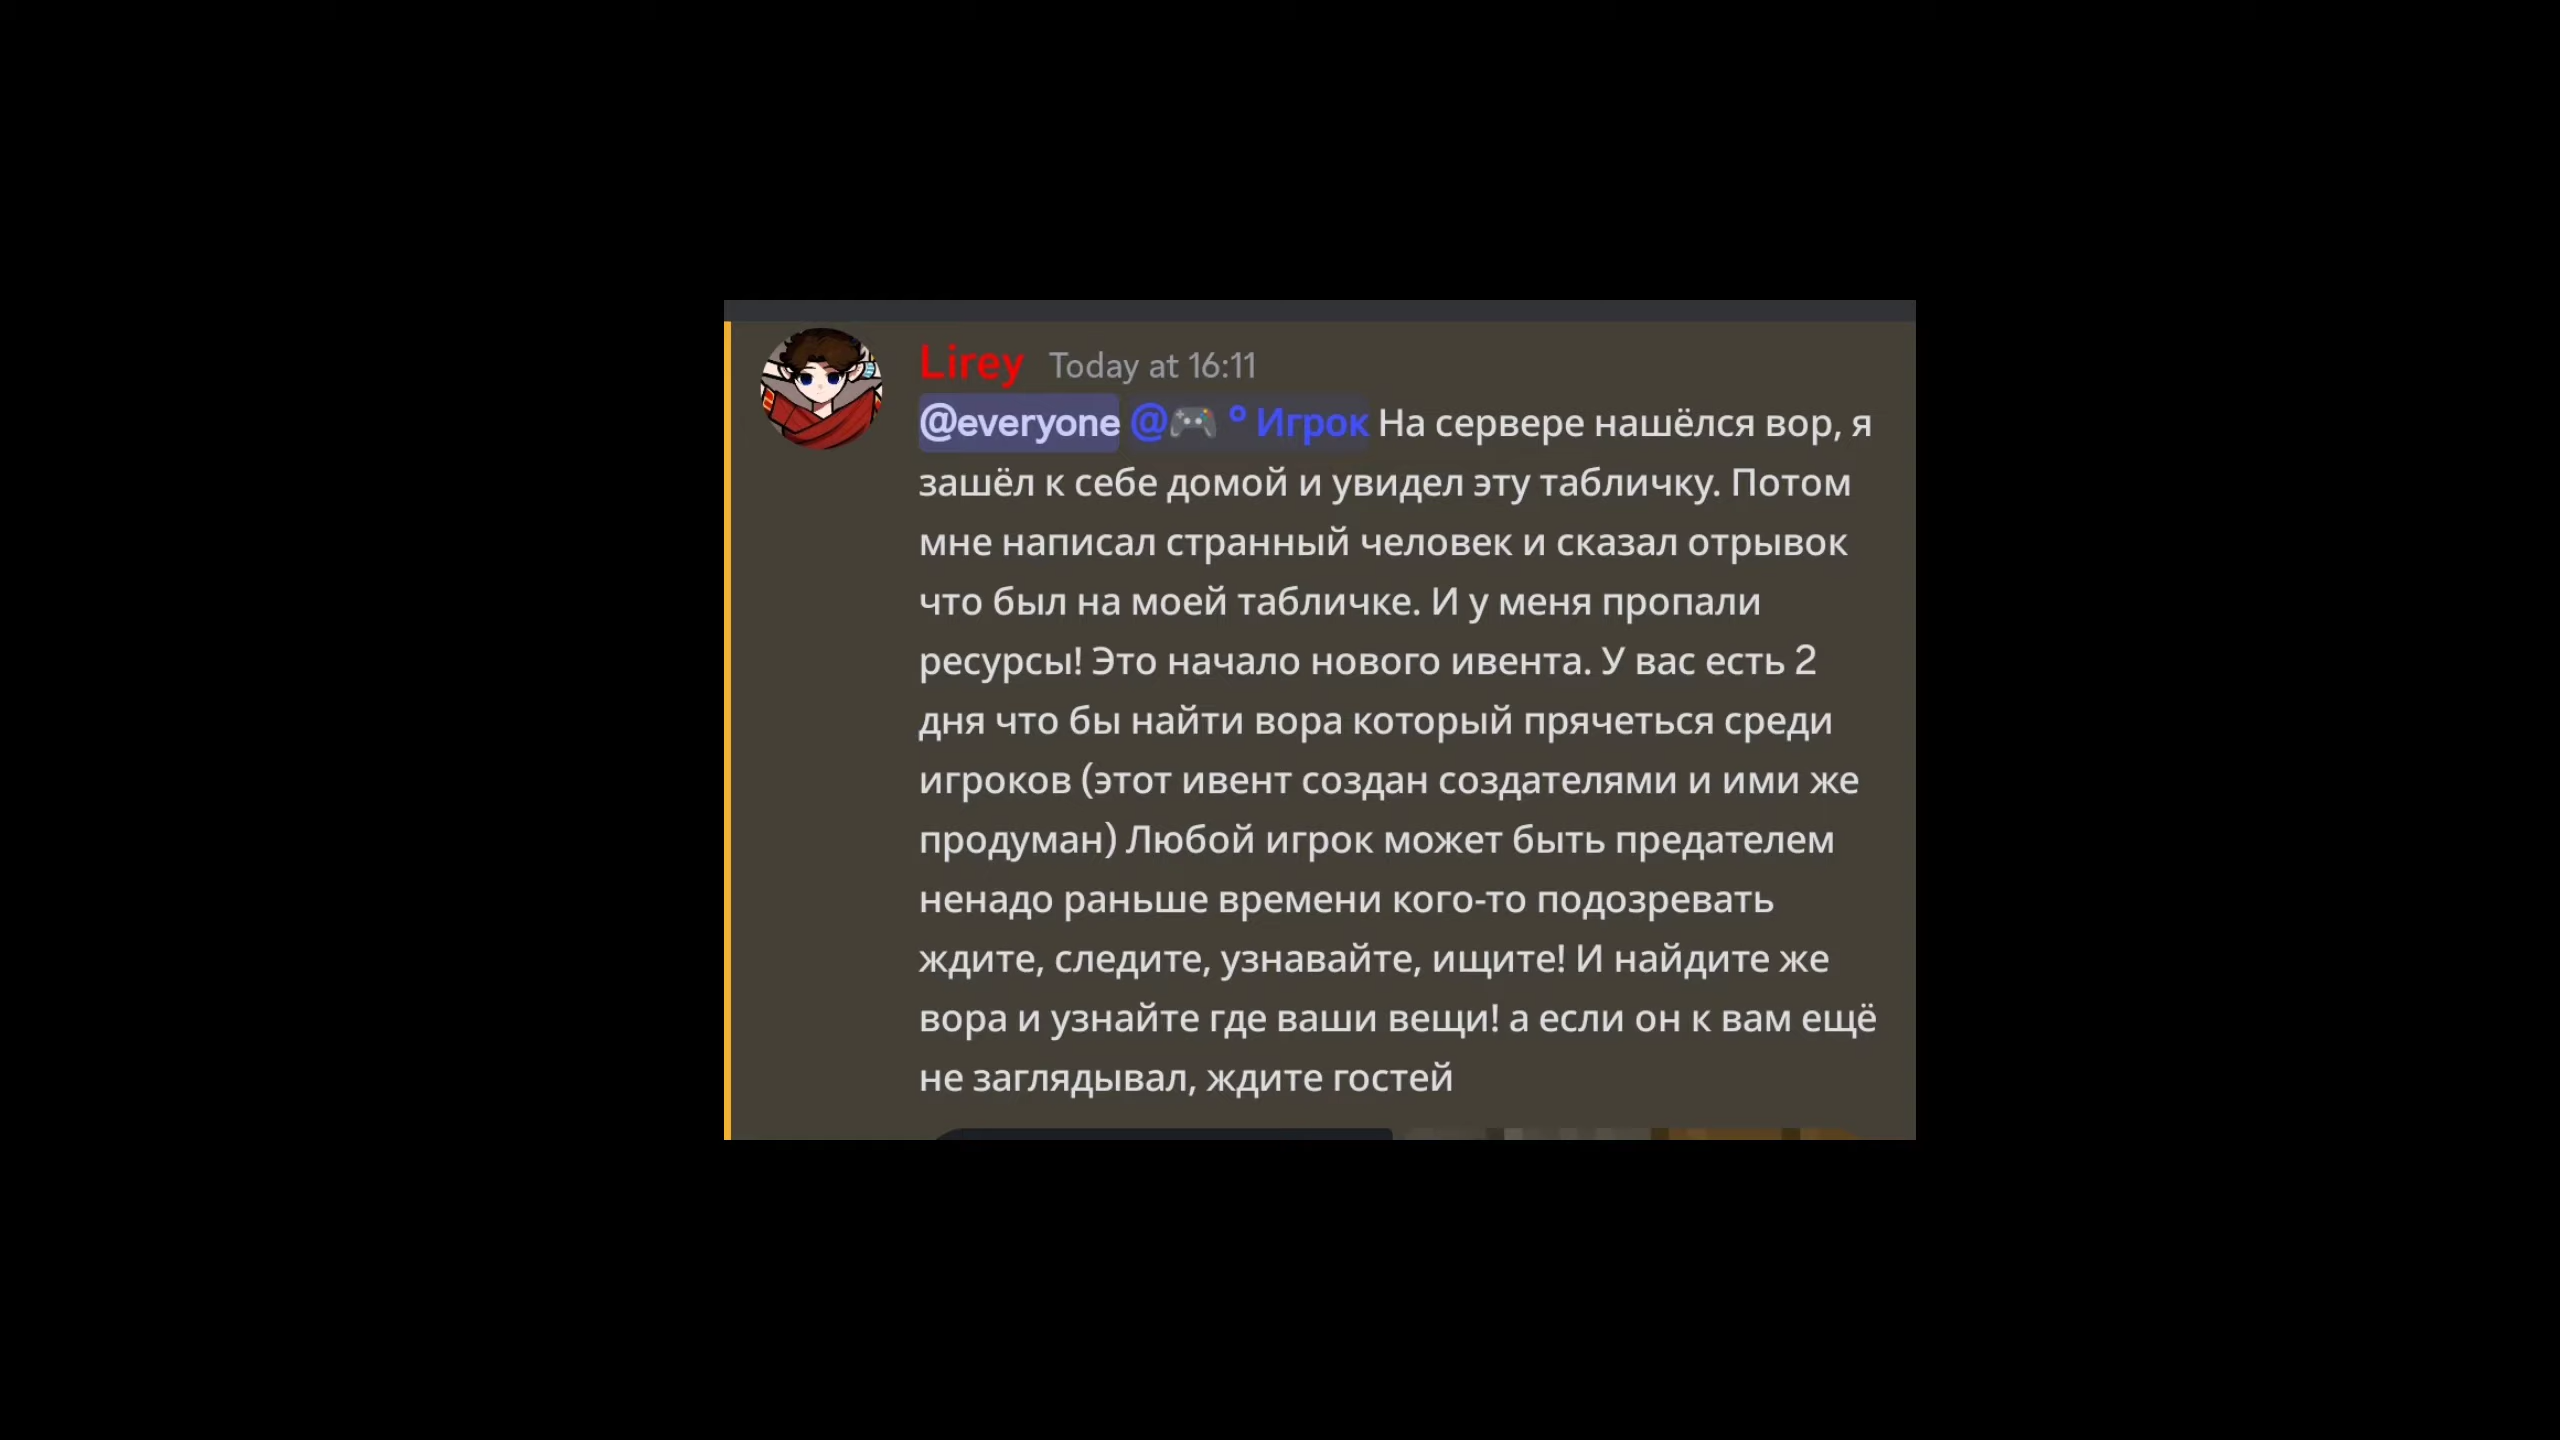 Lirey Today at 16:11
@everyone @🎮 º Игрок На сервере нашёлся вор, я
зашёл к себе домой и увидел эту табличку. Потом
мне написал странный человек и сказал отрывок
что был на моей табличке. И у меня пропали
ресурсы! Это начало нового ивента. У вас есть 2
дня что бы найти вора который прячеться среди
игроков (этот ивент создан создателями и ими же
продуман) Любой игрок может быть предателем
ненадо раньше времени кого-то подозревать
ждите, следите, узнавайте, ищите! И найдите же
вора и узнайте где ваши вещи! а если он к вам ещё
не заглядывал, ждите гостей